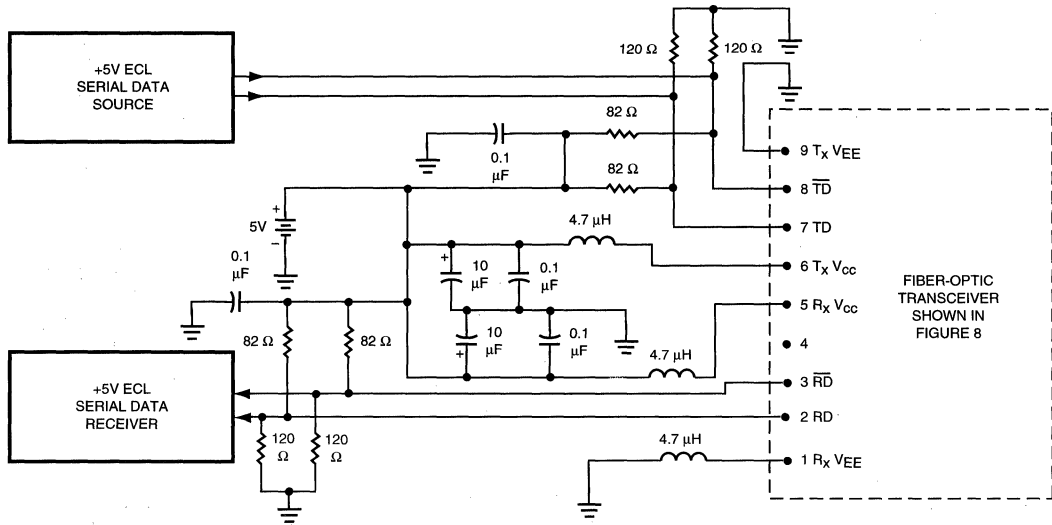 +5V ECL
SERIAL DATA
SOURCE
120 Ω
120 Ω
82 Ω
0.1
μF
82 Ω
+
5V
−
4.7 μH
0.1
μF
+
10
μF
0.1
μF
82 Ω
82 Ω
+
10
μF
0.1
μF
4.7 μH
+5V ECL
SERIAL DATA
RECEIVER
120
Ω
120
Ω
4.7 μH
9 TX VEE
8 T̅D̅
7 TD
6 TX VCC
5 RX VCC
4
3 R̅D̅
2 RD
1 RX VEE
FIBER-OPTIC
TRANSCEIVER
SHOWN IN
FIGURE 8